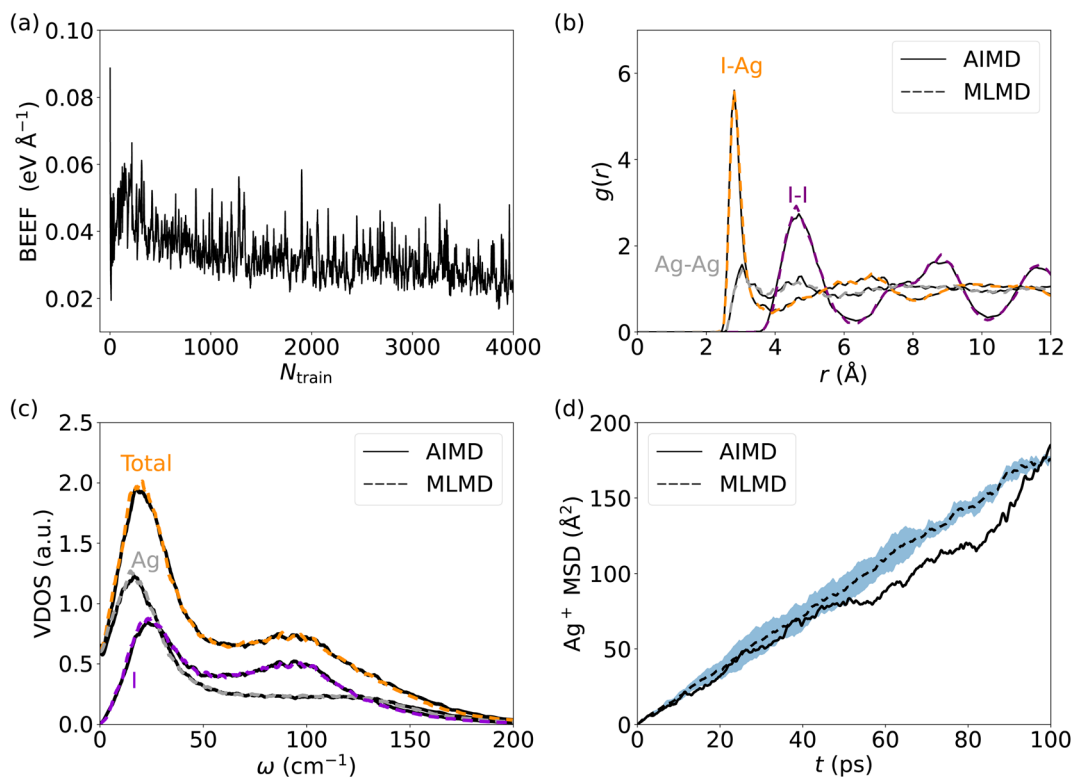 (a)
0.10
0.08
0.06
0.04
0.02
BEEF (eV Å⁻¹)
0
1000
2000
3000
4000
N_train
(b)
I-Ag
I-I
Ag-Ag
AIMD
MLMD
6
4
2
0
g(r)
0
2
4
6
8
10
12
r (Å)
(c)
2.5
2.0
1.5
1.0
0.5
0.0
VDOS (a.u.)
Total
Ag
I
AIMD
MLMD
0
50
100
150
200
ω (cm⁻¹)
(d)
200
150
100
50
0
Ag⁺ MSD (Å²)
AIMD
MLMD
0
20
40
60
80
100
t (ps)